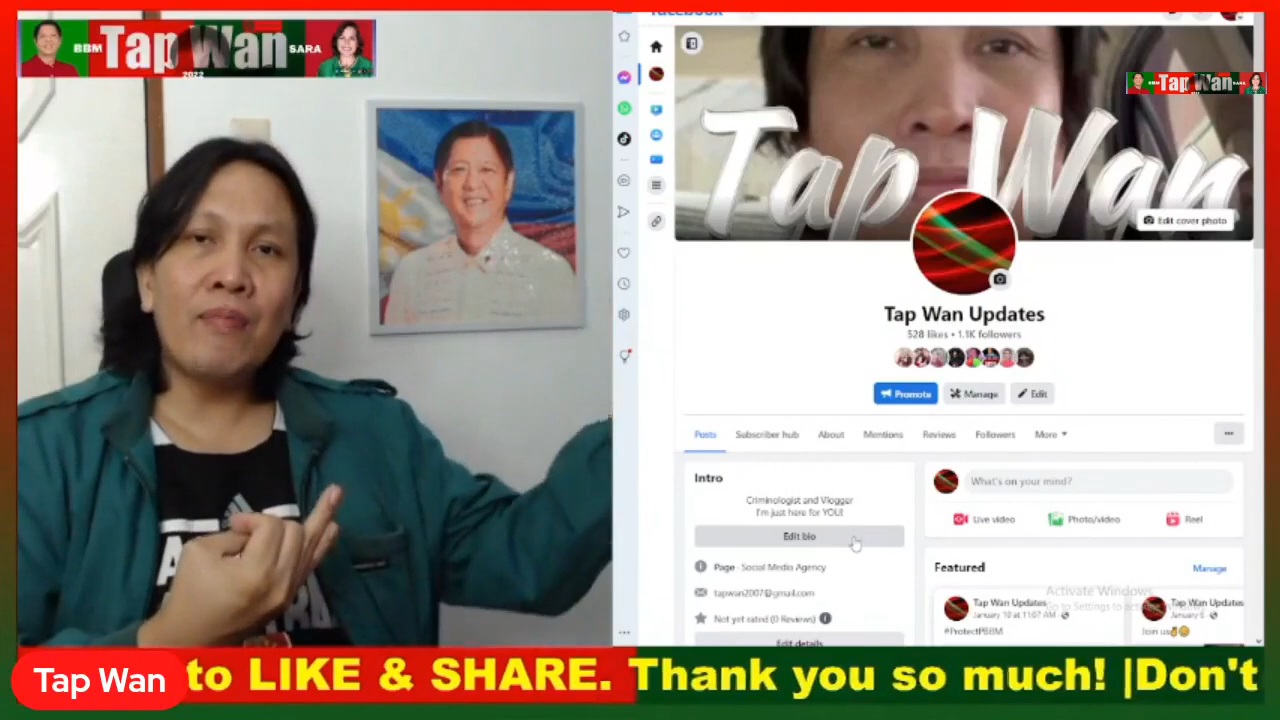 BBM Tap Wan SARA
2022
facebook
BBM Tap Wan SARA
Tap Wan
Edit cover photo
Tap Wan Updates
528 likes • 1.1K followers
Promote
Manage
Edit
Posts
Subscriber hub
About
Mentions
Reviews
Followers
More
Intro
Criminologist and Vlogger
I'm just here for YOU!
Edit bio
Page · Social Media Agency
tapwan2007@gmail.com
Not yet rated (0 Reviews)
Edit details
What's on your mind?
Live video
Photo/video
Reel
Featured
Manage
Activate Windows
Go to Settings to
Tap Wan Updates
January 10 at 11:07 AM
#ProtectPBBM
Tap Wan Updates
January 6
Join us
Tap Wan
to LIKE & SHARE. Thank you so much! |Don't